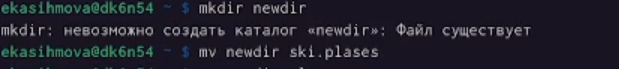 ekasihmova@dk6n54 ~ $ mkdir newdir
mkdir: невозможно создать каталог «newdir»: Файл существует
ekasihmova@dk6n54 ~ $ mv newdir ski.plases